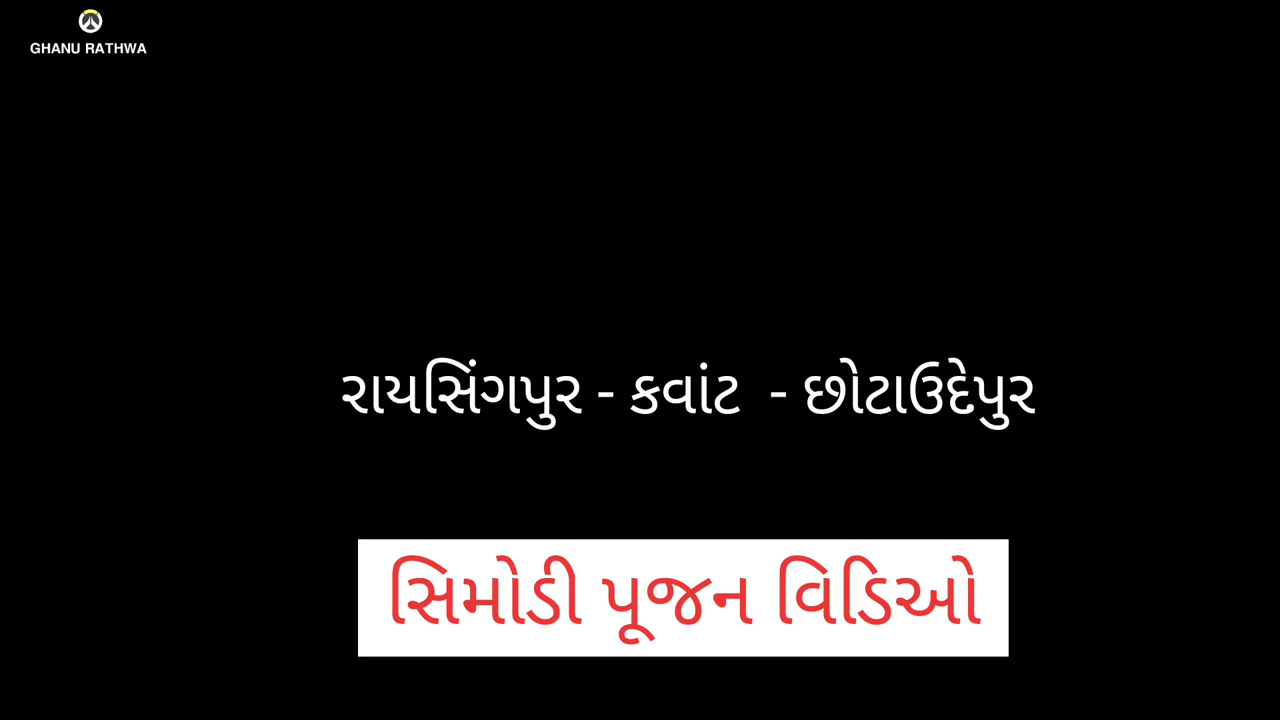 GHANU RATHWA
રાયસિંગપુર - કવાંટ - છોટાઉદેપુર
સિમોડી પૂજન વિડિઓ